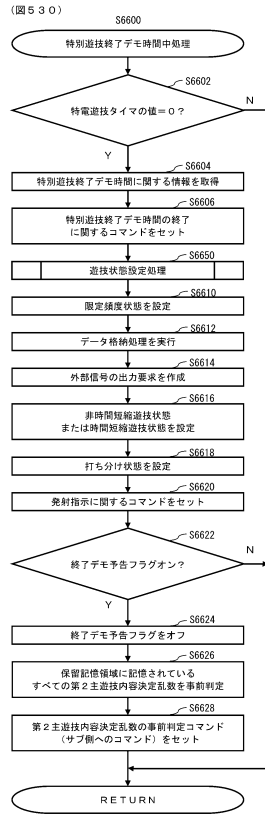 (図530)
S6600
特別遊技終了デモ時間中処理
S6602
特電遊技タイマの値=0?
N
Y
S6604
特別遊技終了デモ時間に関する情報を取得
S6606
特別遊技終了デモ時間の終了
に関するコマンドをセット
S6650
遊技状態設定処理
S6610
限定頻度状態を設定
S6612
データ格納処理を実行
S6614
外部信号の出力要求を作成
S6616
非時間短縮遊技状態
または時間短縮遊技状態を設定
S6618
打ち分け状態を設定
S6620
発射指示に関するコマンドをセット
S6622
終了デモ予告フラグオン?
N
Y
S6624
終了デモ予告フラグをオフ
S6626
保留記憶領域に記憶されている
すべての第2主遊技内容決定乱数を事前判定
S6628
第2主遊技内容決定乱数の事前判定コマンド
(サブ側へのコマンド)をセット
RETURN